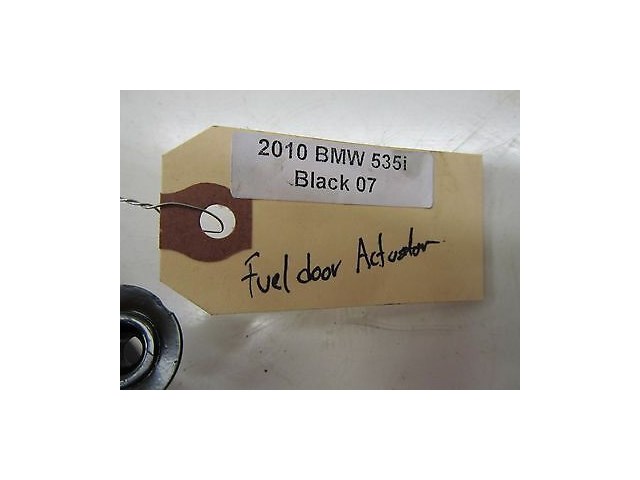 2010 BMW 535i
Black 07
Fuel door Actuator